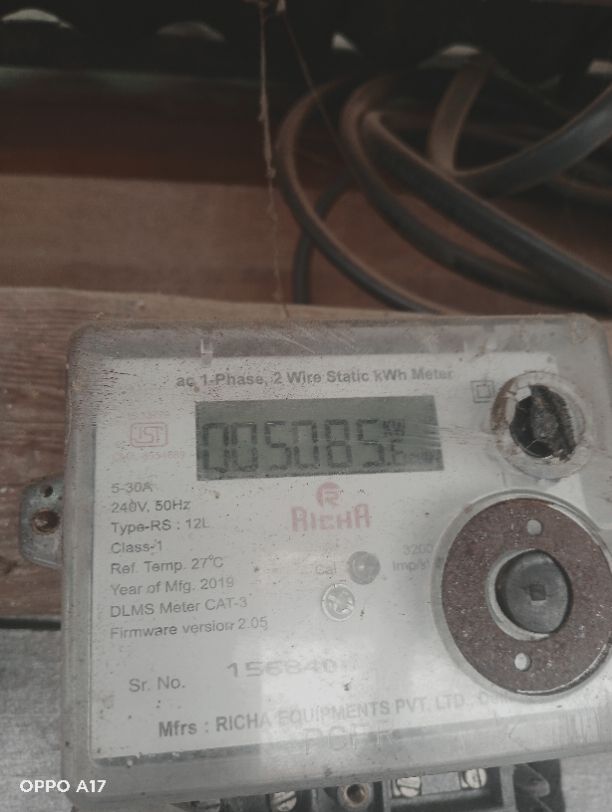 ac 1-Phase, 2 Wire Static kWh Meter
ISI
005085
5-30A
240V, 50Hz
Type-RS : 12L
Class-1
Ref. Temp. 27°C
Year of Mfg. 2019
DLMS Meter CAT-3
Firmware version 2.05
RICHA
Cal
3200
Imp/
Sr. No.
Mfrs : RICHA EQUIPMENTS PVT. LTD.
OPPO A17